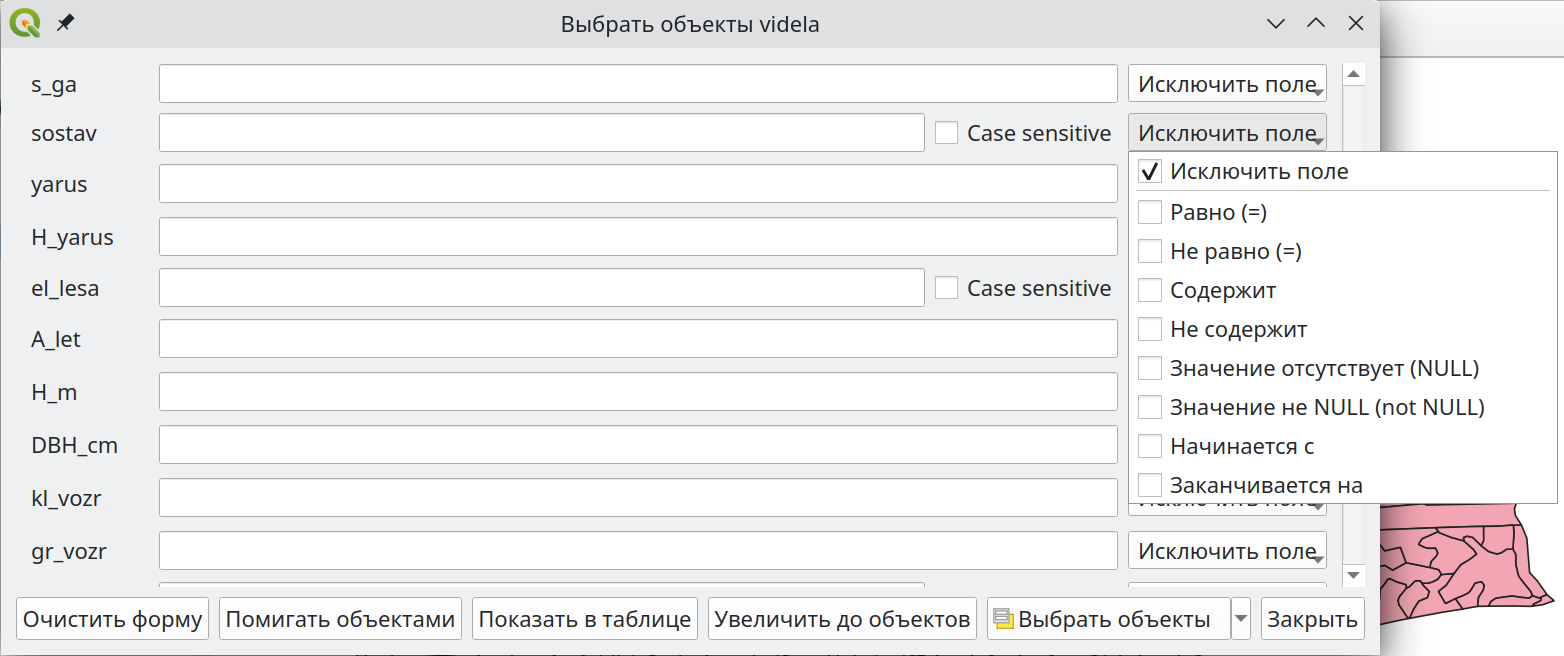 Выбрать объекты videla
s_ga
Исключить поле
sostav
Case sensitive
Исключить поле
yarus
H_yarus
el_lesa
Case sensitive
A_let
H_m
DBH_cm
kl_vozr
gr_vozr
Исключить поле
Исключить поле
Равно (=)
Не равно (=)
Содержит
Не содержит
Значение отсутствует (NULL)
Значение не NULL (not NULL)
Начинается с
Заканчивается на
Очистить форму
Помигать объектами
Показать в таблице
Увеличить до объектов
Выбрать объекты
Закрыть